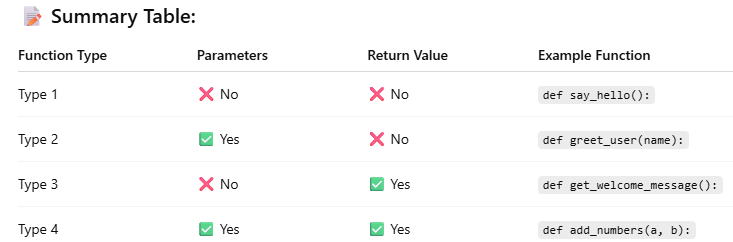 📝 Summary Table:
Function Type Parameters Return Value Example Function
Type 1 ❌ No ❌ No def say_hello():
Type 2 ✅ Yes ❌ No def greet_user(name):
Type 3 ❌ No ✅ Yes def get_welcome_message():
Type 4 ✅ Yes ✅ Yes def add_numbers(a, b):